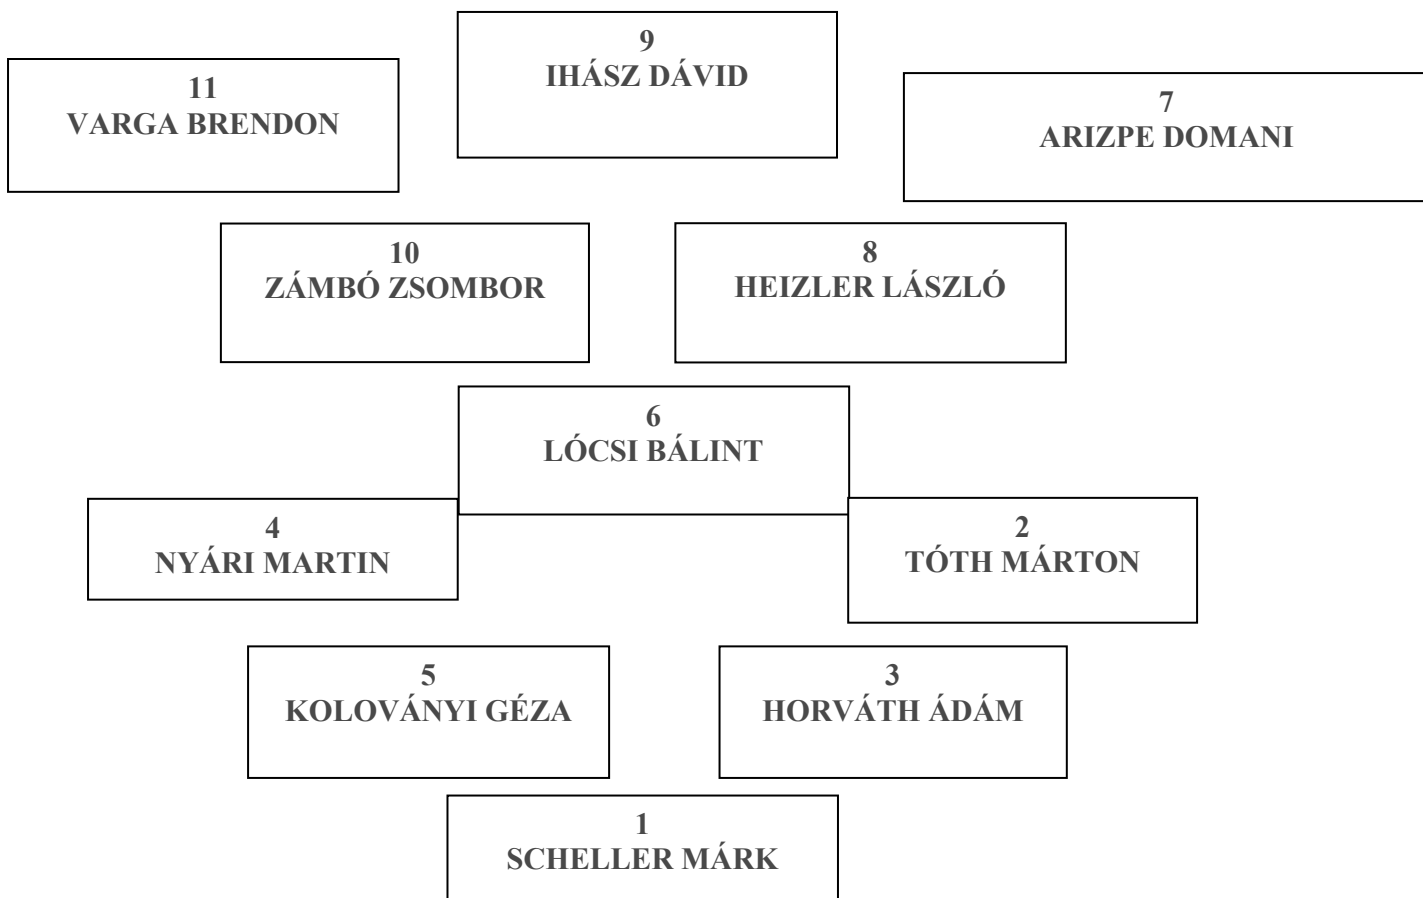 9
IHÁSZ DÁVID
11
VARGA BRENDON
7
ARIZPE DOMANI
10
ZÁMBÓ ZSOMBOR
8
HEIZLER LÁSZLÓ
6
LÓCSI BÁLINT
4
NYÁRI MARTIN
2
TÓTH MÁRTON
5
KOLOVÁNYI GÉZA
3
HORVÁTH ÁDÁM
1
SCHELLER MÁRK